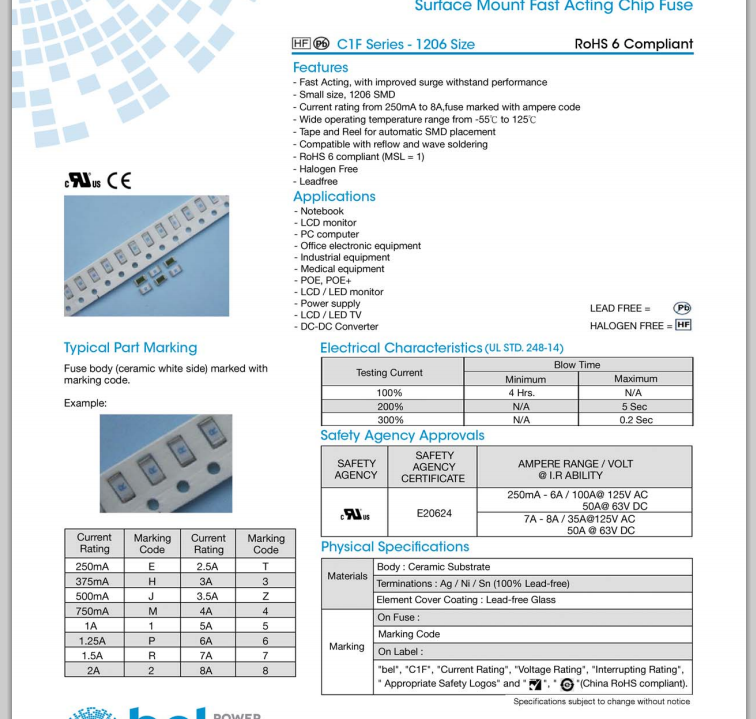 Surface Mount Fast Acting Chip Fuse
HF Pb C1F Series - 1206 Size
RoHS 6 Compliant
Features
- Fast Acting, with improved surge withstand performance
- Small size, 1206 SMD
- Current rating from 250mA to 8A,fuse marked with ampere code
- Wide operating temperature range from -55℃ to 125℃
- Tape and Reel for automatic SMD placement
- Compatible with reflow and wave soldering
- RoHS 6 compliant (MSL = 1)
- Halogen Free
- Leadfree
c RU us CE
Applications
- Notebook
- LCD monitor
- PC computer
- Office electronic equipment
- Industrial equipment
- Medical equipment
- POE, POE+
- LCD / LED monitor
- Power supply
- LCD / LED TV
- DC-DC Converter
LEAD FREE = Pb
HALOGEN FREE = HF
Typical Part Marking
Fuse body (ceramic white side) marked with
marking code.
Example:
R R R R
Current Rating Marking Code Current Rating Marking Code
250mA E 2.5A T
375mA H 3A 3
500mA J 3.5A Z
750mA M 4A 4
1A 1 5A 5
1.25A P 6A 6
1.5A R 7A 7
2A 2 8A 8
Electrical Characteristics (UL STD. 248-14)
Testing Current Blow Time
Minimum Maximum
100% 4 Hrs. N/A
200% N/A 5 Sec
300% N/A 0.2 Sec
Safety Agency Approvals
SAFETY AGENCY SAFETY AGENCY CERTIFICATE AMPERE RANGE / VOLT @ I.R ABILITY
c RU us E20624
250mA - 6A / 100A@ 125V AC
50A@ 63V DC
7A - 8A / 35A@125V AC
50A @ 63V DC
Physical Specifications
Materials
Body : Ceramic Substrate
Terminations : Ag / Ni / Sn (100% Lead-free)
Element Cover Coating : Lead-free Glass
Marking
On Fuse :
Marking Code
On Label :
"bel", "C1F", "Current Rating", "Voltage Rating", "Interrupting Rating",
" Appropriate Safety Logos" and " ", " "(China RoHS compliant).
Specifications subject to change without notice
bel POWER